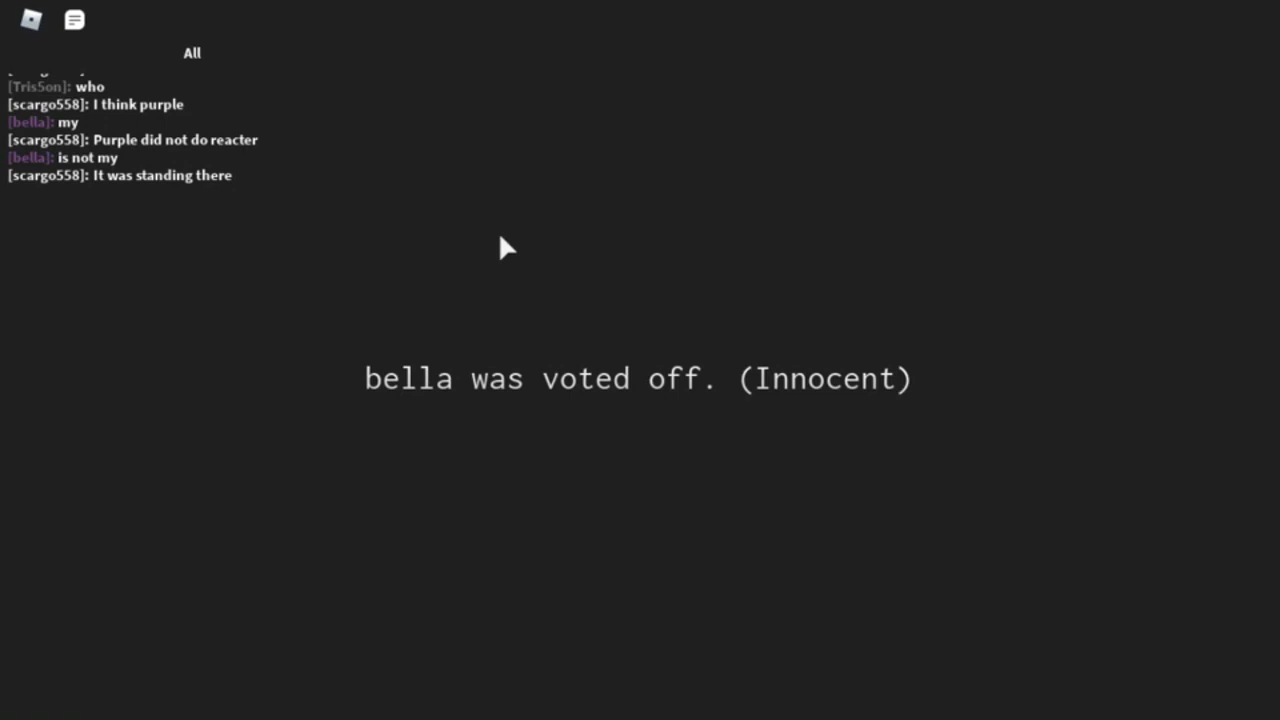 All
[Tris5on]: who
[scargo558]: I think purple
[bella]: my
[scargo558]: Purple did not do reacter
[bella]: is not my
[scargo558]: It was standing there
bella was voted off. (Innocent)